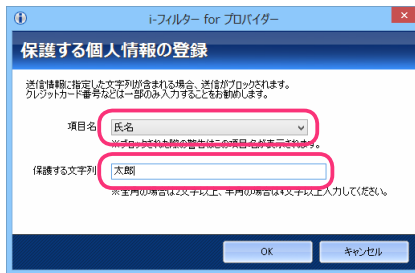 i-フィルター for プロバイダー
保護する個人情報の登録
送信情報に指定した文字列が含まれる場合、送信がブロックされます。
クレジットカード番号などは一部のみ入力することをお勧めします。
項目名 氏名
※ブロックされた際の警告はこの項目名が表示されます。
保護する文字列 太郎
※全角の場合は2文字以上、半角の場合は4文字以上入力してください。
OK キャンセル